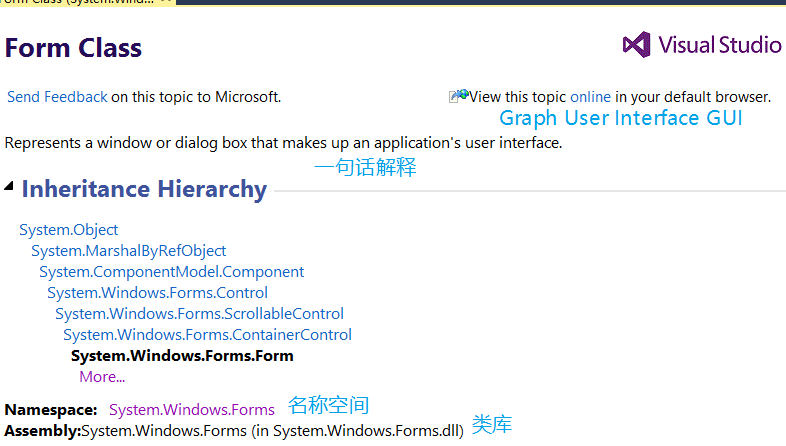 Form Class (System.Wind...
Form Class
Visual Studio
Send Feedback on this topic to Microsoft.
View this topic online in your default browser.
Graph User Interface GUI
Represents a window or dialog box that makes up an application's user interface.
一句话解释
Inheritance Hierarchy
System.Object
System.MarshalByRefObject
System.ComponentModel.Component
System.Windows.Forms.Control
System.Windows.Forms.ScrollableControl
System.Windows.Forms.ContainerControl
System.Windows.Forms.Form
More...
Namespace: System.Windows.Forms 名称空间
Assembly:System.Windows.Forms (in System.Windows.Forms.dll) 类库